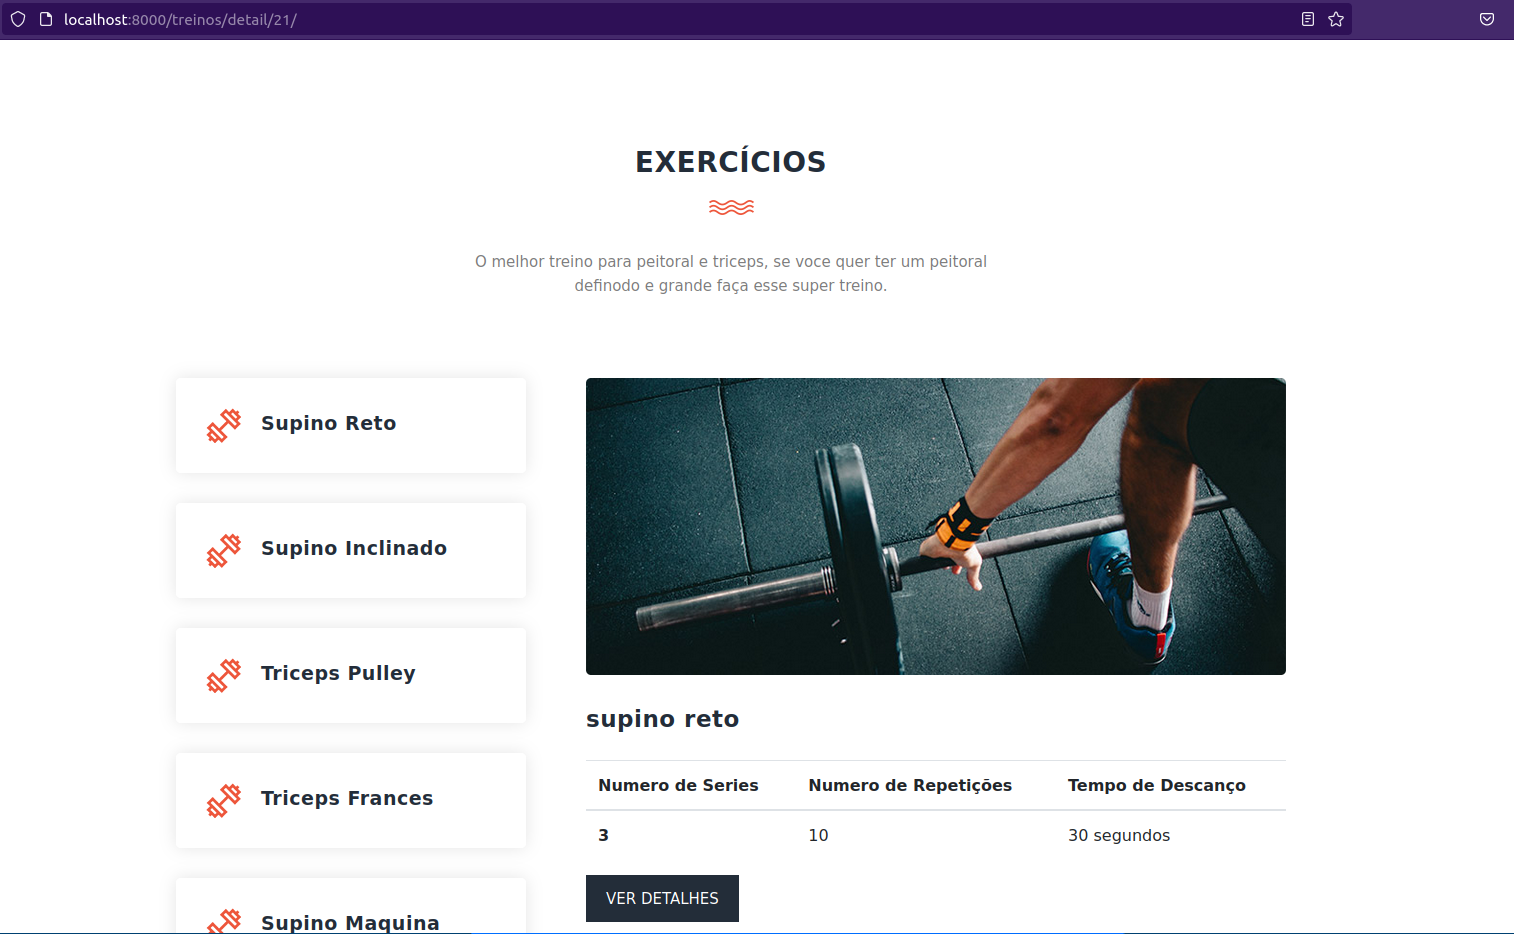 localhost:8000/treinos/detail/21/
EXERCÍCIOS
O melhor treino para peitoral e triceps, se voce quer ter um peitoral
definodo e grande faça esse super treino.
Supino Reto
Supino Inclinado
Triceps Pulley
Triceps Frances
Supino Maquina
supino reto
Numero de Series Numero de Repetições Tempo de Descanço
3 10 30 segundos
VER DETALHES